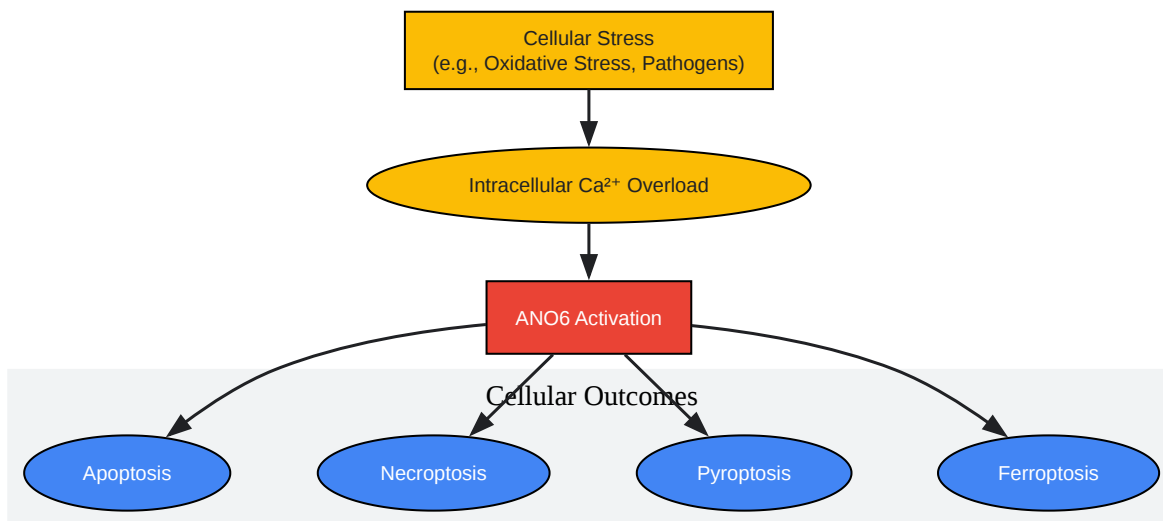 Cellular Stress
(e.g., Oxidative Stress, Pathogens)
Intracellular Ca²⁺ Overload
ANO6 Activation
Cellular Outcomes
Apoptosis
Necroptosis
Pyroptosis
Ferroptosis